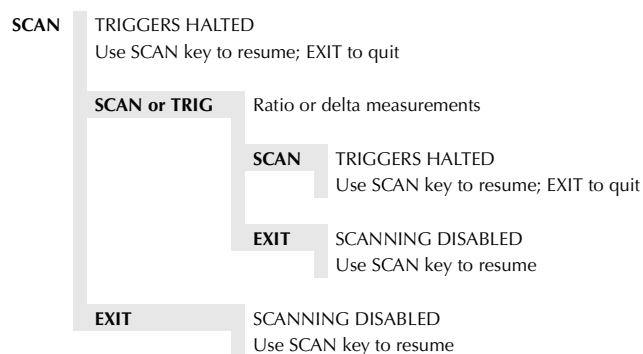 SCAN TRIGGERS HALTED
Use SCAN key to resume; EXIT to quit
SCAN or TRIG Ratio or delta measurements
SCAN TRIGGERS HALTED
Use SCAN key to resume; EXIT to quit
EXIT SCANNING DISABLED
Use SCAN key to resume
EXIT SCANNING DISABLED
Use SCAN key to resume